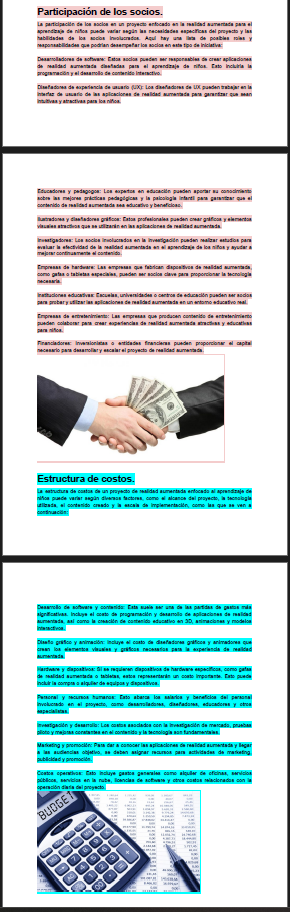 Participación de los socios.
La participación de los socios en un proyecto enfocado en la realidad aumentada para el
aprendizaje de niños puede variar según las necesidades específicas del proyecto y las
habilidades de los socios involucrados. Aquí hay una lista de posibles roles y
responsabilidades que podrían desempeñar los socios en este tipo de iniciativa:
Desarrolladores de software: Estos socios pueden ser responsables de crear aplicaciones
de realidad aumentada diseñadas para el aprendizaje de niños. Esto incluiría la
programación y el desarrollo de contenido interactivo.
Diseñadores de experiencia de usuario (UX): Los diseñadores de UX pueden trabajar en la
interfaz de usuario de las aplicaciones de realidad aumentada para garantizar que sean
intuitivas y atractivas para los niños.
Educadores y pedagogos: Los expertos en educación pueden aportar su conocimiento
sobre las mejores prácticas pedagógicas y la psicología infantil para garantizar que el
contenido de realidad aumentada sea educativo y beneficioso.
Ilustradores y diseñadores gráficos: Estos profesionales pueden crear gráficos y elementos
visuales atractivos que se utilizarán en las aplicaciones de realidad aumentada.
Investigadores: Los socios involucrados en la investigación pueden realizar estudios para
evaluar la efectividad de la realidad aumentada en el aprendizaje de los niños y ayudar a
mejorar continuamente el contenido.
Empresas de hardware: Las empresas que fabrican dispositivos de realidad aumentada,
como gafas o tabletas especiales, pueden ser socios clave para proporcionar la tecnología
necesaria.
Instituciones educativas: Escuelas, universidades o centros de educación pueden ser socios
para probar y utilizar las aplicaciones de realidad aumentada en un entorno educativo real.
Empresas de entretenimiento: Las empresas que producen contenido de entretenimiento
pueden colaborar para crear experiencias de realidad aumentada atractivas y educativas
para niños.
Financiadores: Inversionistas o entidades financieras pueden proporcionar el capital
necesario para desarrollar y escalar el proyecto de realidad aumentada.
Estructura de costos.
La estructura de costos de un proyecto de realidad aumentada enfocado al aprendizaje de
niños puede variar según diversos factores, como el alcance del proyecto, la tecnología
utilizada, el contenido creado y la escala de implementación, como las que se ven a
continuación:
Desarrollo de software y contenido: Esta suele ser una de las partidas de gastos más
significativas. Incluye el costo de programación y desarrollo de aplicaciones de realidad
aumentada, así como la creación de contenido educativo en 3D, animaciones y modelos
interactivos.
Diseño gráfico y animación: Incluye el costo de diseñadores gráficos y animadores que
crean los elementos visuales y gráficos necesarios para la experiencia de realidad
aumentada.
Hardware y dispositivos: Si se requieren dispositivos de hardware específicos, como gafas
de realidad aumentada o tabletas, estos representarán un costo importante. Esto puede
incluir la compra o alquiler de equipos y dispositivos.
Personal y recursos humanos: Esto abarca los salarios y beneficios del personal
involucrado en el proyecto, como desarrolladores, diseñadores, educadores y otros
especialistas.
Investigación y desarrollo: Los costos asociados con la investigación de mercado, pruebas
piloto y mejoras constantes en el contenido y la tecnología son fundamentales.
Marketing y promoción: Para dar a conocer las aplicaciones de realidad aumentada y llegar
a las audiencias objetivo, se deben asignar recursos para actividades de marketing,
publicidad y promoción.
Costos operativos: Esto incluye gastos generales como alquiler de oficinas, servicios
públicos, servicios en la nube, licencias de software y otros costos relacionados con la
operación diaria del proyecto.
BUDGET